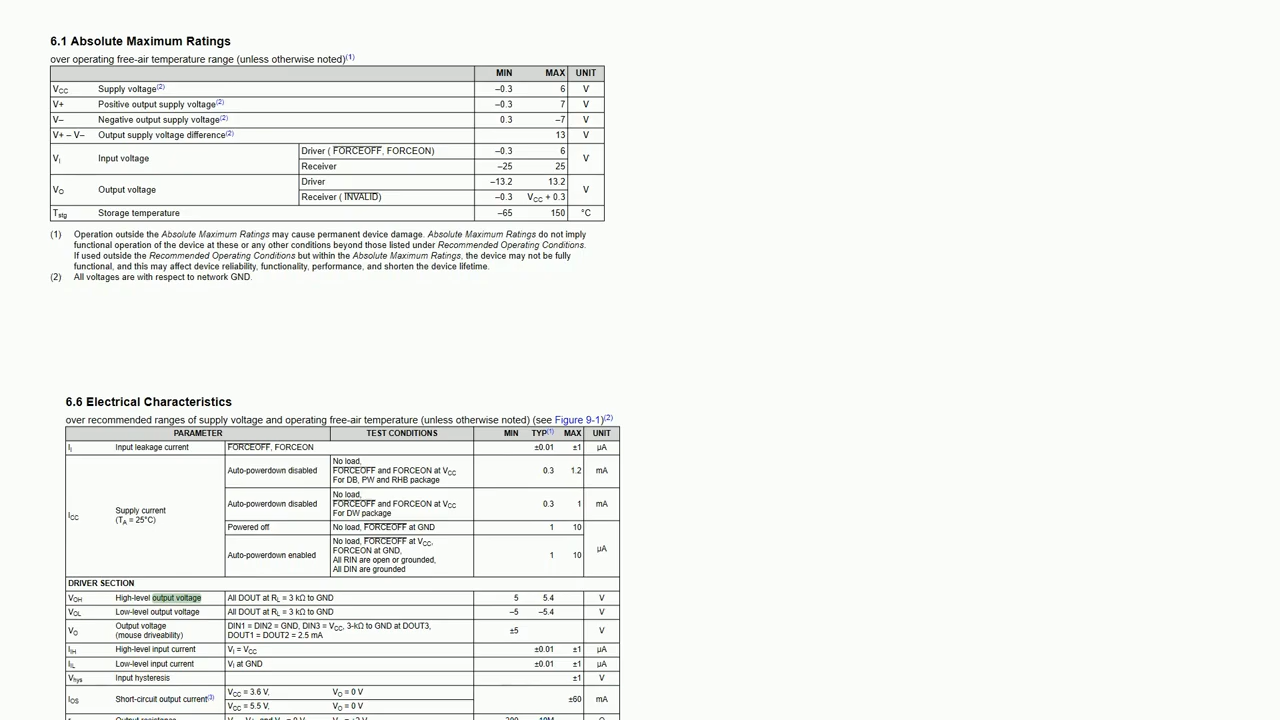 6.1 Absolute Maximum Ratings
over operating free-air temperature range (unless otherwise noted)(1)
MIN MAX UNIT
VCC Supply voltage(2) –0.3 6 V
V+ Positive output supply voltage(2) –0.3 7 V
V– Negative output supply voltage(2) 0.3 –7 V
V+ – V– Output supply voltage difference(2) 13 V
VI Input voltage Driver ( FORCEOFF, FORCEON) –0.3 6 V
Receiver –25 25
VO Output voltage Driver –13.2 13.2 V
Receiver ( INVALID) –0.3 VCC + 0.3
Tstg Storage temperature –65 150 °C
(1) Operation outside the Absolute Maximum Ratings may cause permanent device damage. Absolute Maximum Ratings do not imply
functional operation of the device at these or any other conditions beyond those listed under Recommended Operating Conditions.
If used outside the Recommended Operating Conditions but within the Absolute Maximum Ratings, the device may not be fully
functional, and this may affect device reliability, functionality, performance, and shorten the device lifetime.
(2) All voltages are with respect to network GND.
6.6 Electrical Characteristics
over recommended ranges of supply voltage and operating free-air temperature (unless otherwise noted) (see Figure 9-1)(2)
PARAMETER TEST CONDITIONS MIN TYP(1) MAX UNIT
II Input leakage current FORCEOFF, FORCEON ±0.01 ±1 µA
ICC Supply current
(TA = 25°C)
Auto-powerdown disabled No load,
FORCEOFF and FORCEON at VCC
For DB, PW and RHB package 0.3 1.2 mA
Auto-powerdown disabled No load,
FORCEOFF and FORCEON at VCC
For DW package 0.3 1 mA
Powered off No load, FORCEOFF at GND 1 10 µA
Auto-powerdown enabled No load, FORCEOFF at VCC,
FORCEON at GND,
All RIN are open or grounded,
All DIN are grounded 1 10
DRIVER SECTION
VOH High-level output voltage All DOUT at RL = 3 kΩ to GND 5 5.4 V
VOL Low-level output voltage All DOUT at RL = 3 kΩ to GND –5 –5.4 V
VO Output voltage
(mouse driveability)
DIN1 = DIN2 = GND, DIN3 = VCC, 3-kΩ to GND at DOUT3,
DOUT1 = DOUT2 = 2.5 mA ±5 V
IIH High-level input current VI = VCC ±0.01 ±1 µA
IIL Low-level input current VI at GND ±0.01 ±1 µA
Vhys Input hysteresis ±1 V
IOS Short-circuit output current(3) VCC = 3.6 V, VO = 0 V ±60 mA
VCC = 5.5 V, VO = 0 V
Output resistance